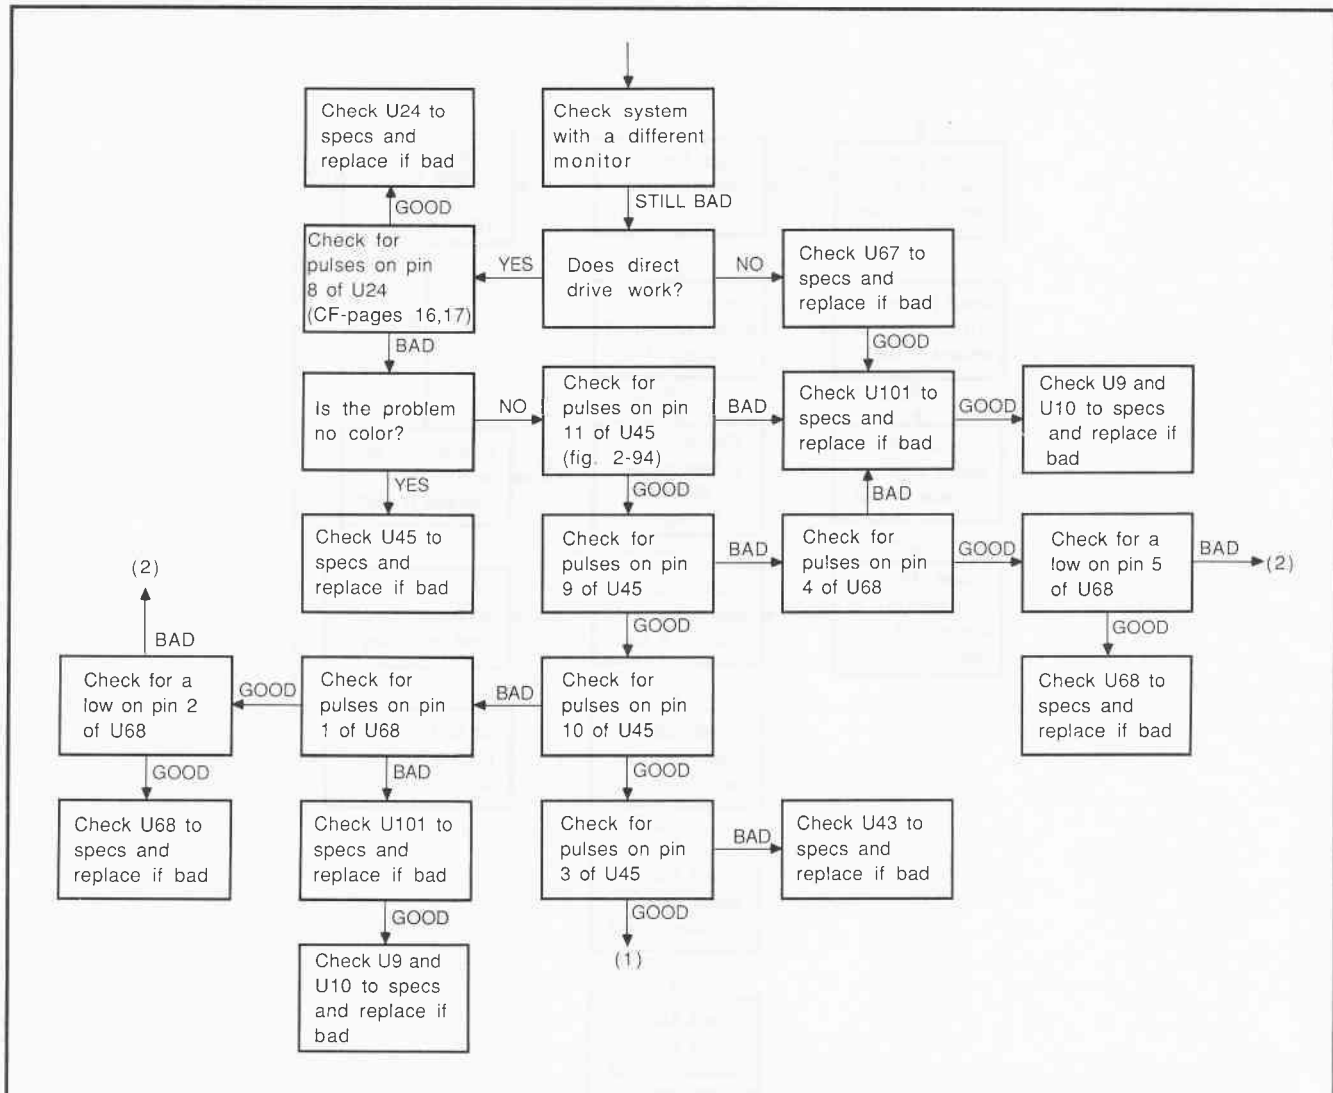 Check U24 to
specs and
replace if bad
Check system
with a different
monitor
GOOD
STILL BAD
Check for
pulses on pin
8 of U24
(CF-pages 16,17)
YES
Does direct
drive work?
NO
Check U67 to
specs and
replace if bad
BAD
GOOD
Is the problem
no color?
NO
Check for
pulses on pin
11 of U45
(fig. 2-94)
BAD
Check U101 to
specs and
replace if bad
GOOD
Check U9 and
U10 to specs
and replace if
bad
YES
GOOD
BAD
Check U45 to
specs and
replace if bad
Check for
pulses on pin
9 of U45
BAD
Check for
pulses on pin
4 of U68
GOOD
Check for a
low on pin 5
of U68
BAD
(2)
(2)
BAD
GOOD
GOOD
Check for a
low on pin 2
of U68
GOOD
Check for
pulses on pin
1 of U68
BAD
Check for
pulses on pin
10 of U45
Check U68 to
specs and
replace if bad
GOOD
BAD
GOOD
Check U68 to
specs and
replace if bad
Check U101 to
specs and
replace if bad
Check for
pulses on pin
3 of U45
BAD
Check U43 to
specs and
replace if bad
GOOD
GOOD
(1)
Check U9 and
U10 to specs
and replace if
bad